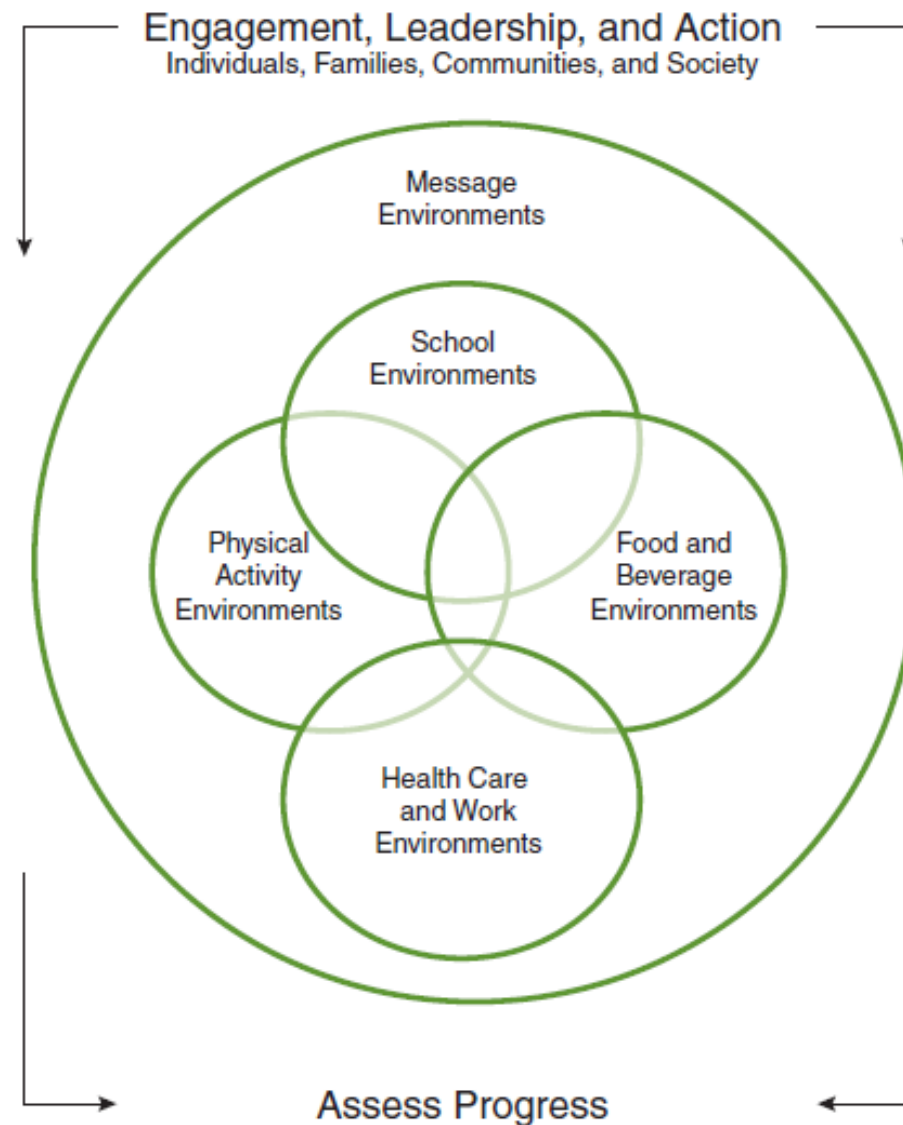 Engagement, Leadership, and Action
Individuals, Families, Communities, and Society
Message
Environments
School
Environments
Physical
Activity
Environments
Food and
Beverage
Environments
Health Care
and Work
Environments
Assess Progress